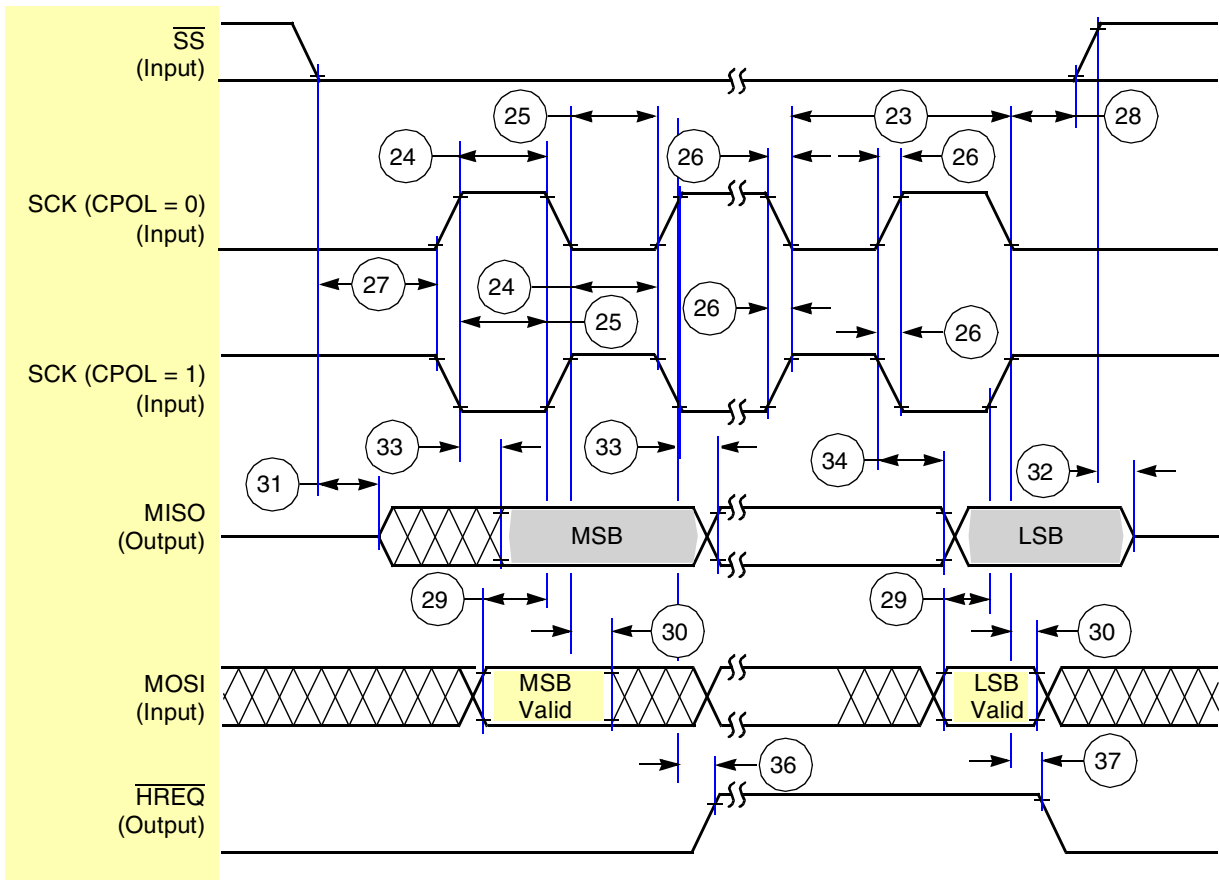 SS
(Input)
25
23
28
24
26
26
SCK (CPOL = 0)
(Input)
27
24
25
26
26
SCK (CPOL = 1)
(Input)
33
33
34
32
31
MISO
(Output)
MSB
LSB
29
29
30
30
MOSI
(Input)
MSB
Valid
LSB
Valid
36
37
HREQ
(Output)